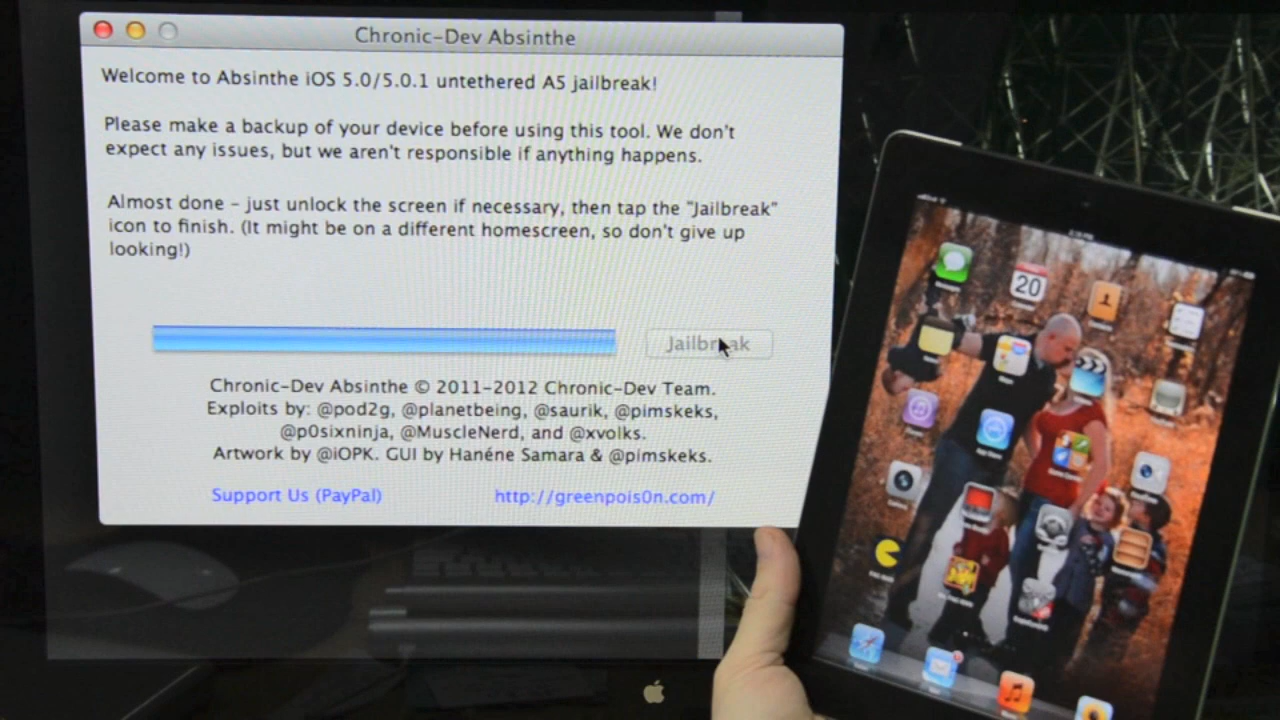 Chronic-Dev Absinthe
Welcome to Absinthe iOS 5.0/5.0.1 untethered A5 jailbreak!
Please make a backup of your device before using this tool. We don't
expect any issues, but we aren't responsible if anything happens.
Almost done - just unlock the screen if necessary, then tap the "Jailbreak"
icon to finish. (It might be on a different homescreen, so don't give up
looking!)
Jailbreak
Chronic-Dev Absinthe © 2011-2012 Chronic-Dev Team.
Exploits by: @pod2g, @planetbeing, @saurik, @pimskeks,
@p0sixninja, @MuscleNerd, and @xvolks.
Artwork by @iOPK. GUI by Hanéne Samara & @pimskeks.
Support Us (PayPal)
http://greenpois0n.com/
20
App Store